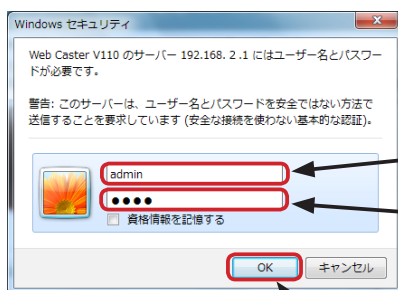 Windows セキュリティ
Web Caster V110 のサーバー 192.168. 2 .1 にはユーザー名とパスワー
ドが必要です。
警告: このサーバーは、ユーザー名とパスワードを安全ではない方法で
送信することを要求しています (安全な接続を使わない基本的な認証)。
admin
●●●●
資格情報を記憶する
OK
キャンセル